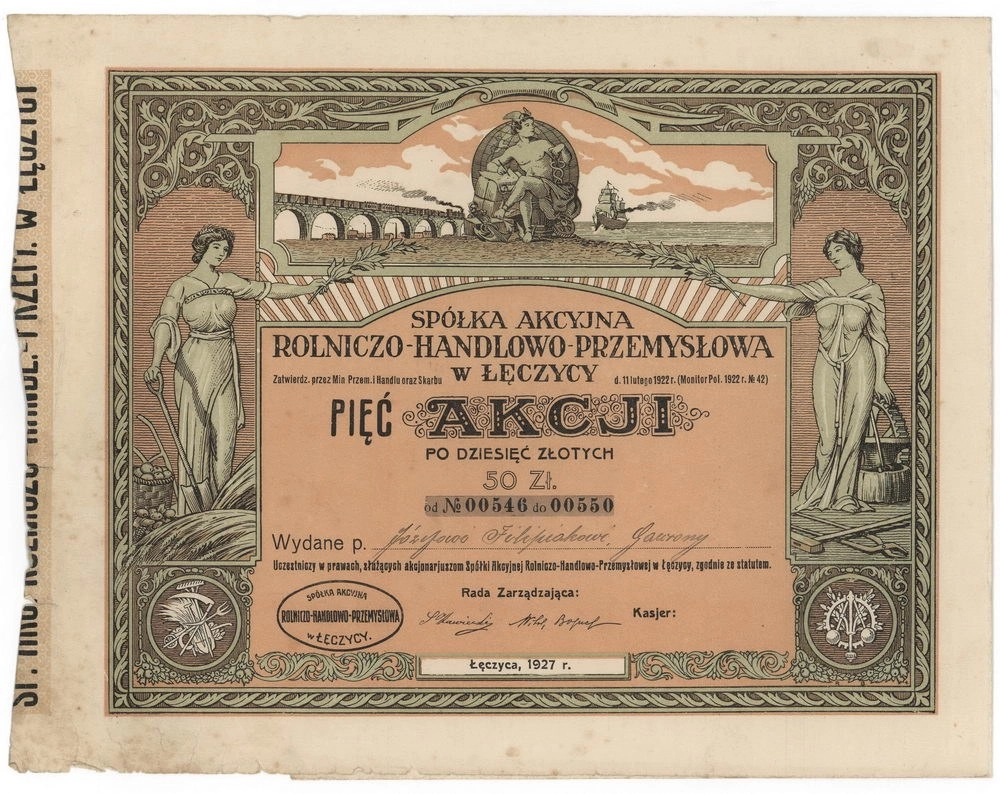 SPÓŁKA AKCYJNA
ROLNICZO-HANDLOWO-PRZEMYSŁOWA
W ŁĘCZYCY
Zatwierdz. przez Min Przem. i Handlu oraz Skarbu d. 11 lutego 1922 r. (Monitor Pol. 1922 r. № 42)
PIĘĆ AKCJI
PO DZIESIĘĆ ZŁOTYCH
50 Zł.
od № 00546 do 00550
Wydane p. Józefowi Filipiakowi, Gawrony
Uczestniczy w prawach, służących akcjonarjuszom Spółki Akcyjnej Rolniczo-Handlowo-Przemysłowej w Łęczycy, zgodnie ze statutem.
Rada Zarządzająca:
Kasjer:
SPÓŁKA AKCYJNA
ROLNICZO-HANDLOWO-PRZEMYSŁOWA
w ŁĘCZYCY.
Łęczyca, 1927 r.